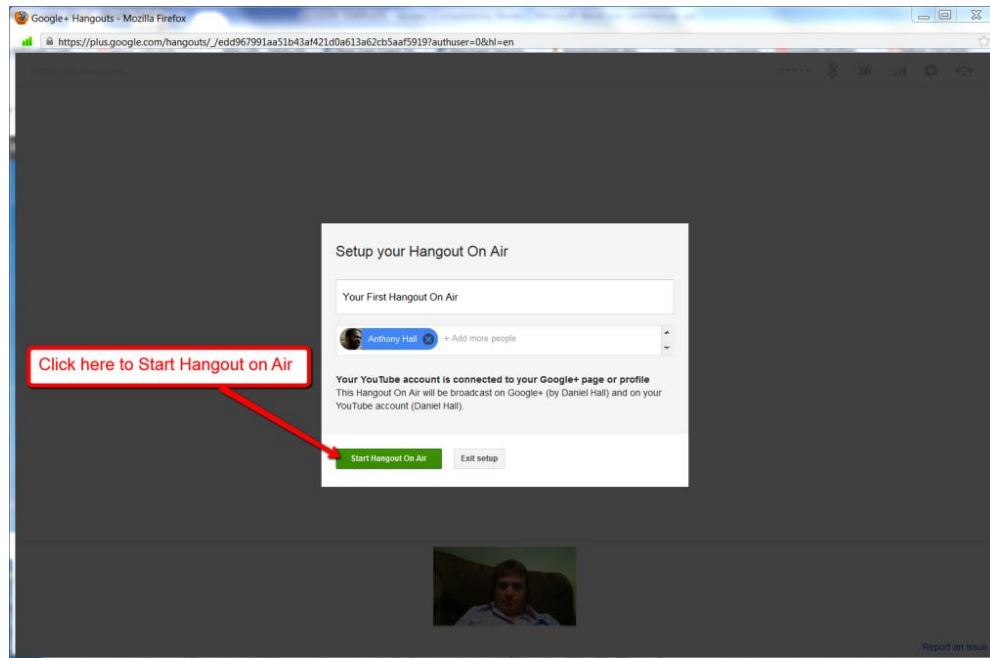 Google+ Hangouts - Mozilla Firefox
https://plus.google.com/hangouts/_/edd967991aa51b43af421d0a613a62cb5aaf5919?authuser=0&hl=en
Setup your Hangout On Air
Your First Hangout On Air
Anthony Hall + Add more people
Click here to Start Hangout on Air
Your YouTube account is connected to your Google+ page or profile
This Hangout On Air will be broadcast on Google+ (by Daniel Hall) and on your
YouTube account (Daniel Hall).
Start Hangout On Air Exit setup
Report an issue